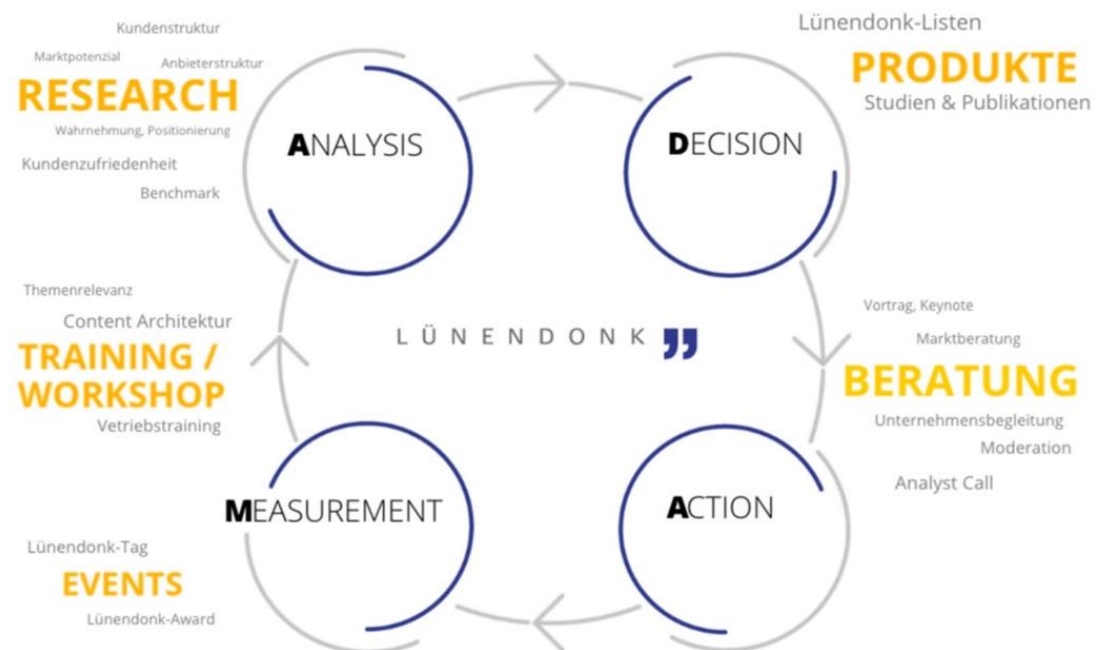 Kundenstruktur
Marktpotenzial
Anbieterstruktur
RESEARCH
Wahrnehmung, Positionierung
Kundenzufriedenheit
Benchmark
ANALYSIS
DECISION
Lünendonk-Listen
PRODUKTE
Studien & Publikationen
Themenrelevanz
Content Architektur
TRAINING /
WORKSHOP
Vetriebstraining
LÜNENDONK
Vortrag, Keynote
Marktberatung
BERATUNG
Unternehmensbegleitung
Moderation
Analyst Call
MEASUREMENT
ACTION
Lünendonk-Tag
EVENTS
Lünendonk-Award